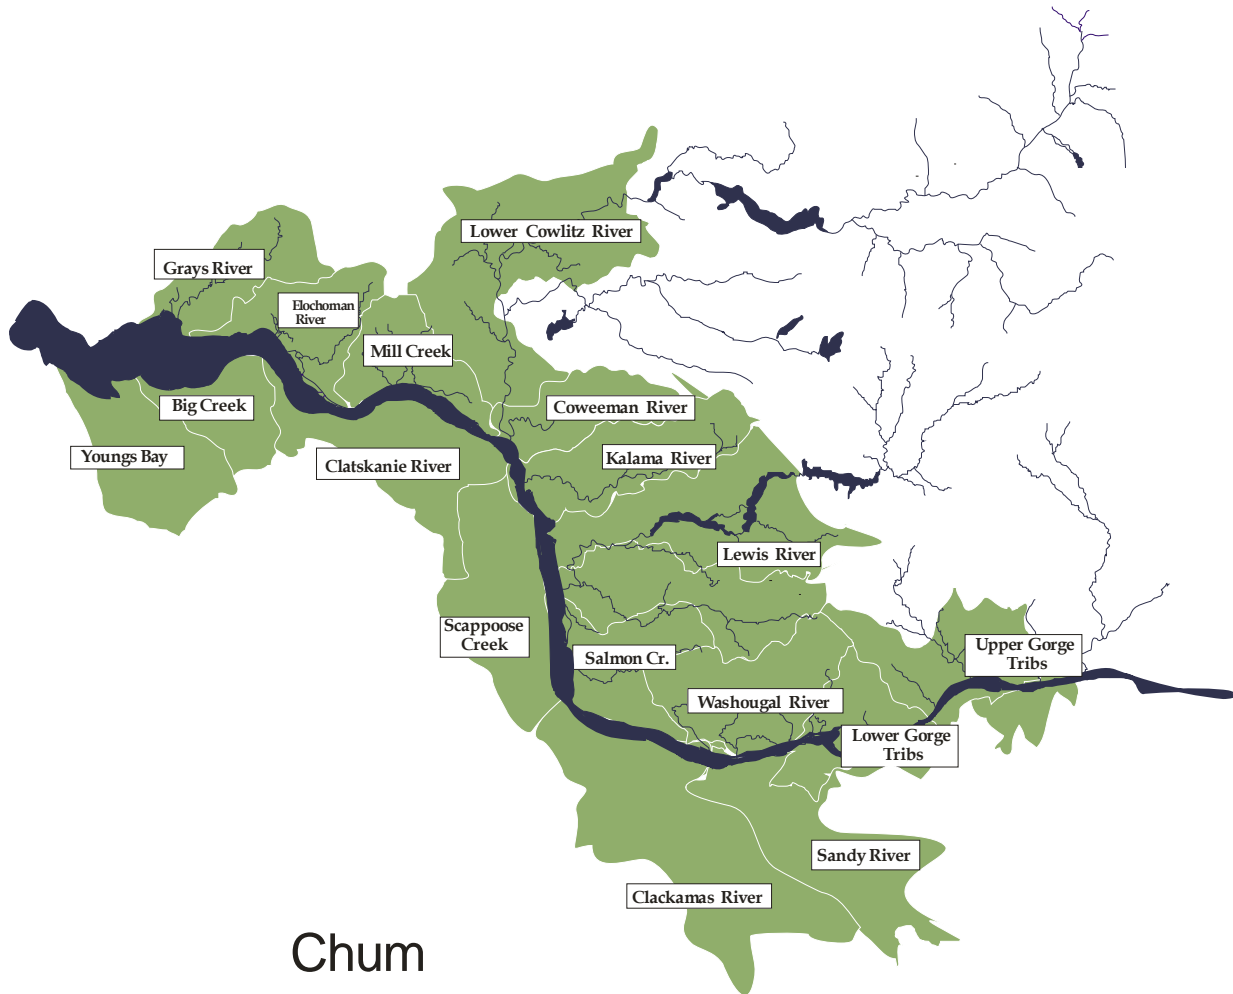 Lower Cowlitz River
Grays River
Elochoman
River
Mill Creek
Big Creek
Coweeman River
Youngs Bay
Clatskanie River
Kalama River
Lewis River
Scappoose
Creek
Salmon Cr.
Upper Gorge
Tribs
Washougal River
Lower Gorge
Tribs
Sandy River
Clackamas River
Chum